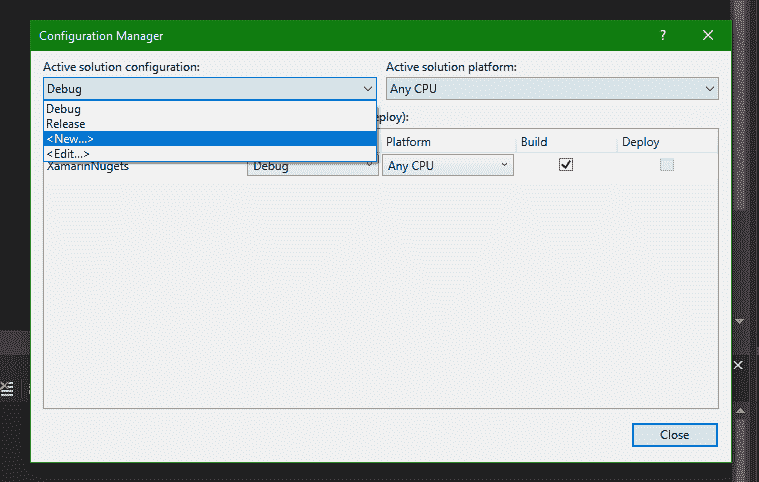 Configuration Manager
? 
Active solution configuration: Active solution platform:
Debug Any CPU
Debug
Release
<New...>
<Edit...>
ploy):
Platform Build Deploy
XamarinNugets Debug Any CPU
Close